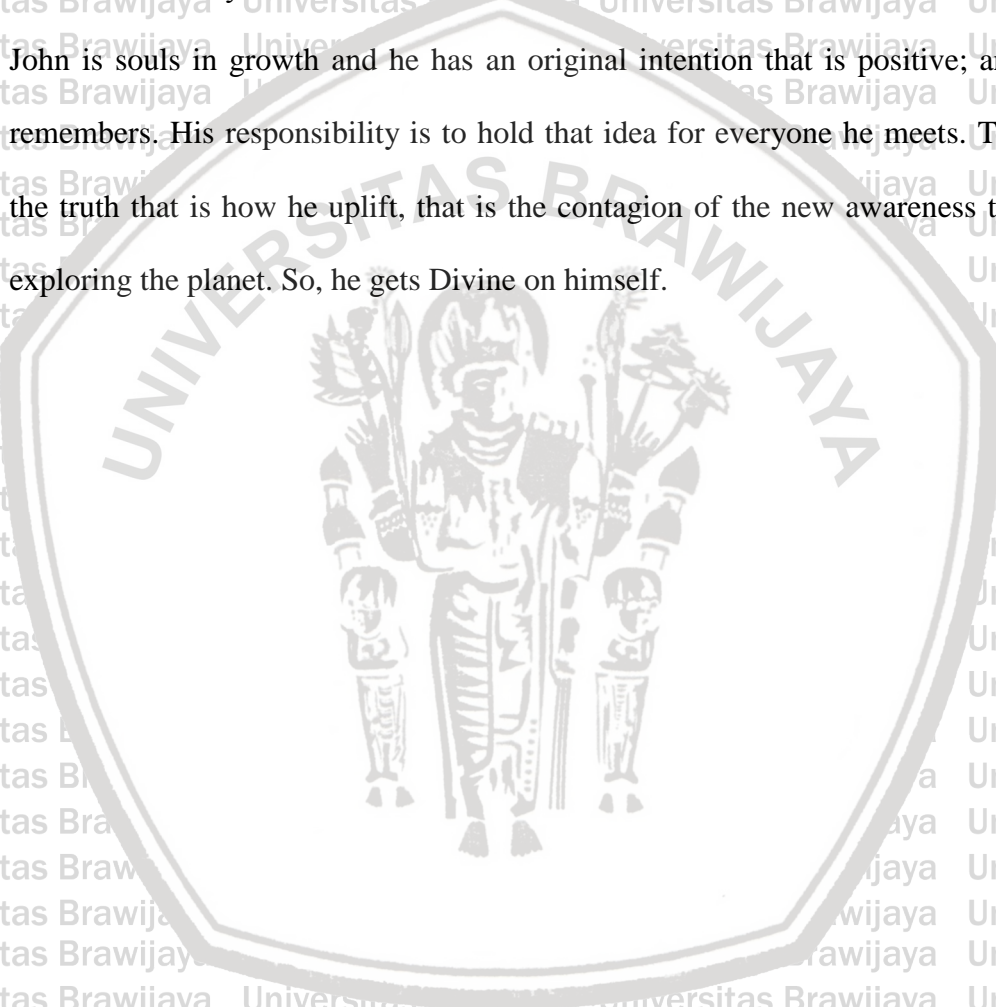 John is souls in growth and he has an original intention that is positive;
remembers. His responsibility is to hold that idea for everyone he meets.
the truth that is how he uplift, that is the contagion of the new awareness
exploring the planet. So, he gets Divine on himself.
UNIVERSITAS BRAWIJAYA